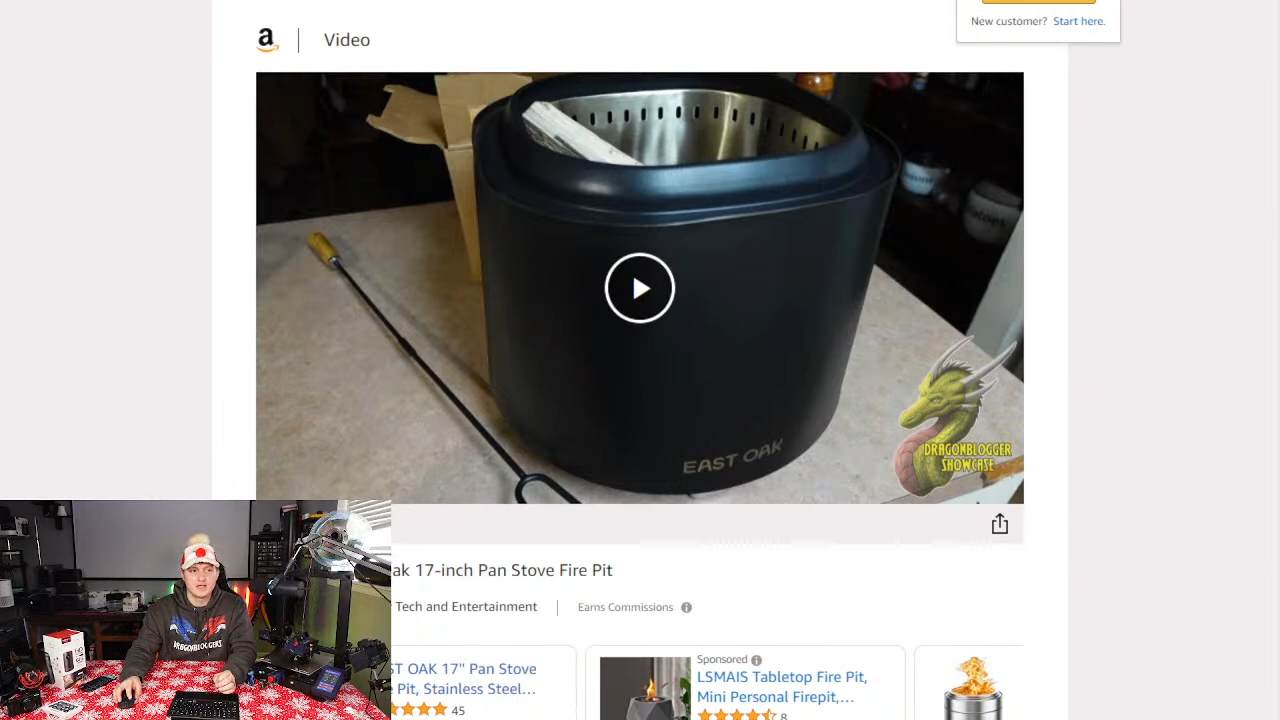 New customer? Start here.
a
Video
EAST OAK
DRAGONBLOGGER
SHOWCASE
ak 17-inch Pan Stove Fire Pit
Tech and Entertainment
Earns Commissions
ST OAK 17" Pan Stove
Pit, Stainless Steel...
45
Sponsored
LSMAIS Tabletop Fire Pit,
Mini Personal Firepit,...
8
DRAGONBLOGGERS